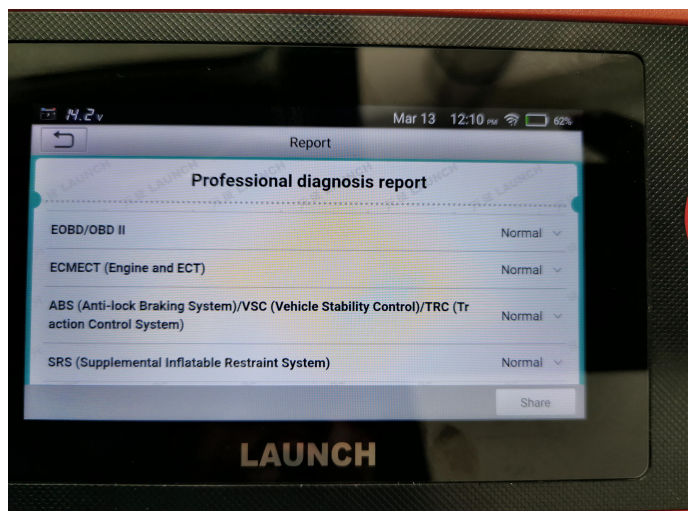 14.2v Mar 13 12:10 PM 62%
Report
Professional diagnosis report
EOBD/OBD II Normal
ECMECT (Engine and ECT) Normal
ABS (Anti-lock Braking System)/VSC (Vehicle Stability Control)/TRC (Tr
action Control System) Normal
SRS (Supplemental Inflatable Restraint System) Normal
Share
LAUNCH